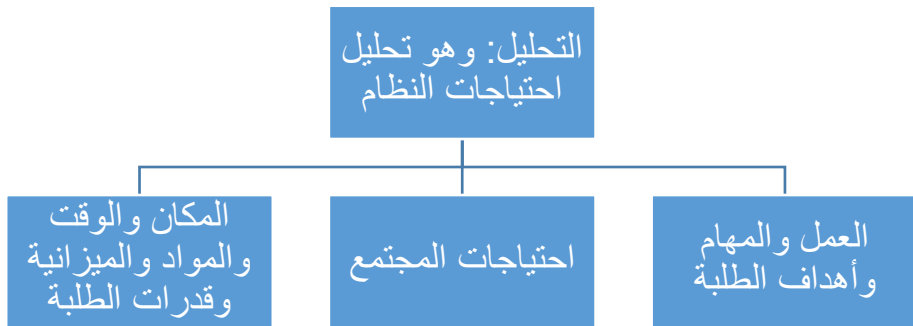 التحليل: وهو تحليل
احتياجات النظام
العمل والمهام
وأهداف الطلبة
احتياجات المجتمع
المكان والوقت
والمواد والميزانية
وقدرات الطلبة